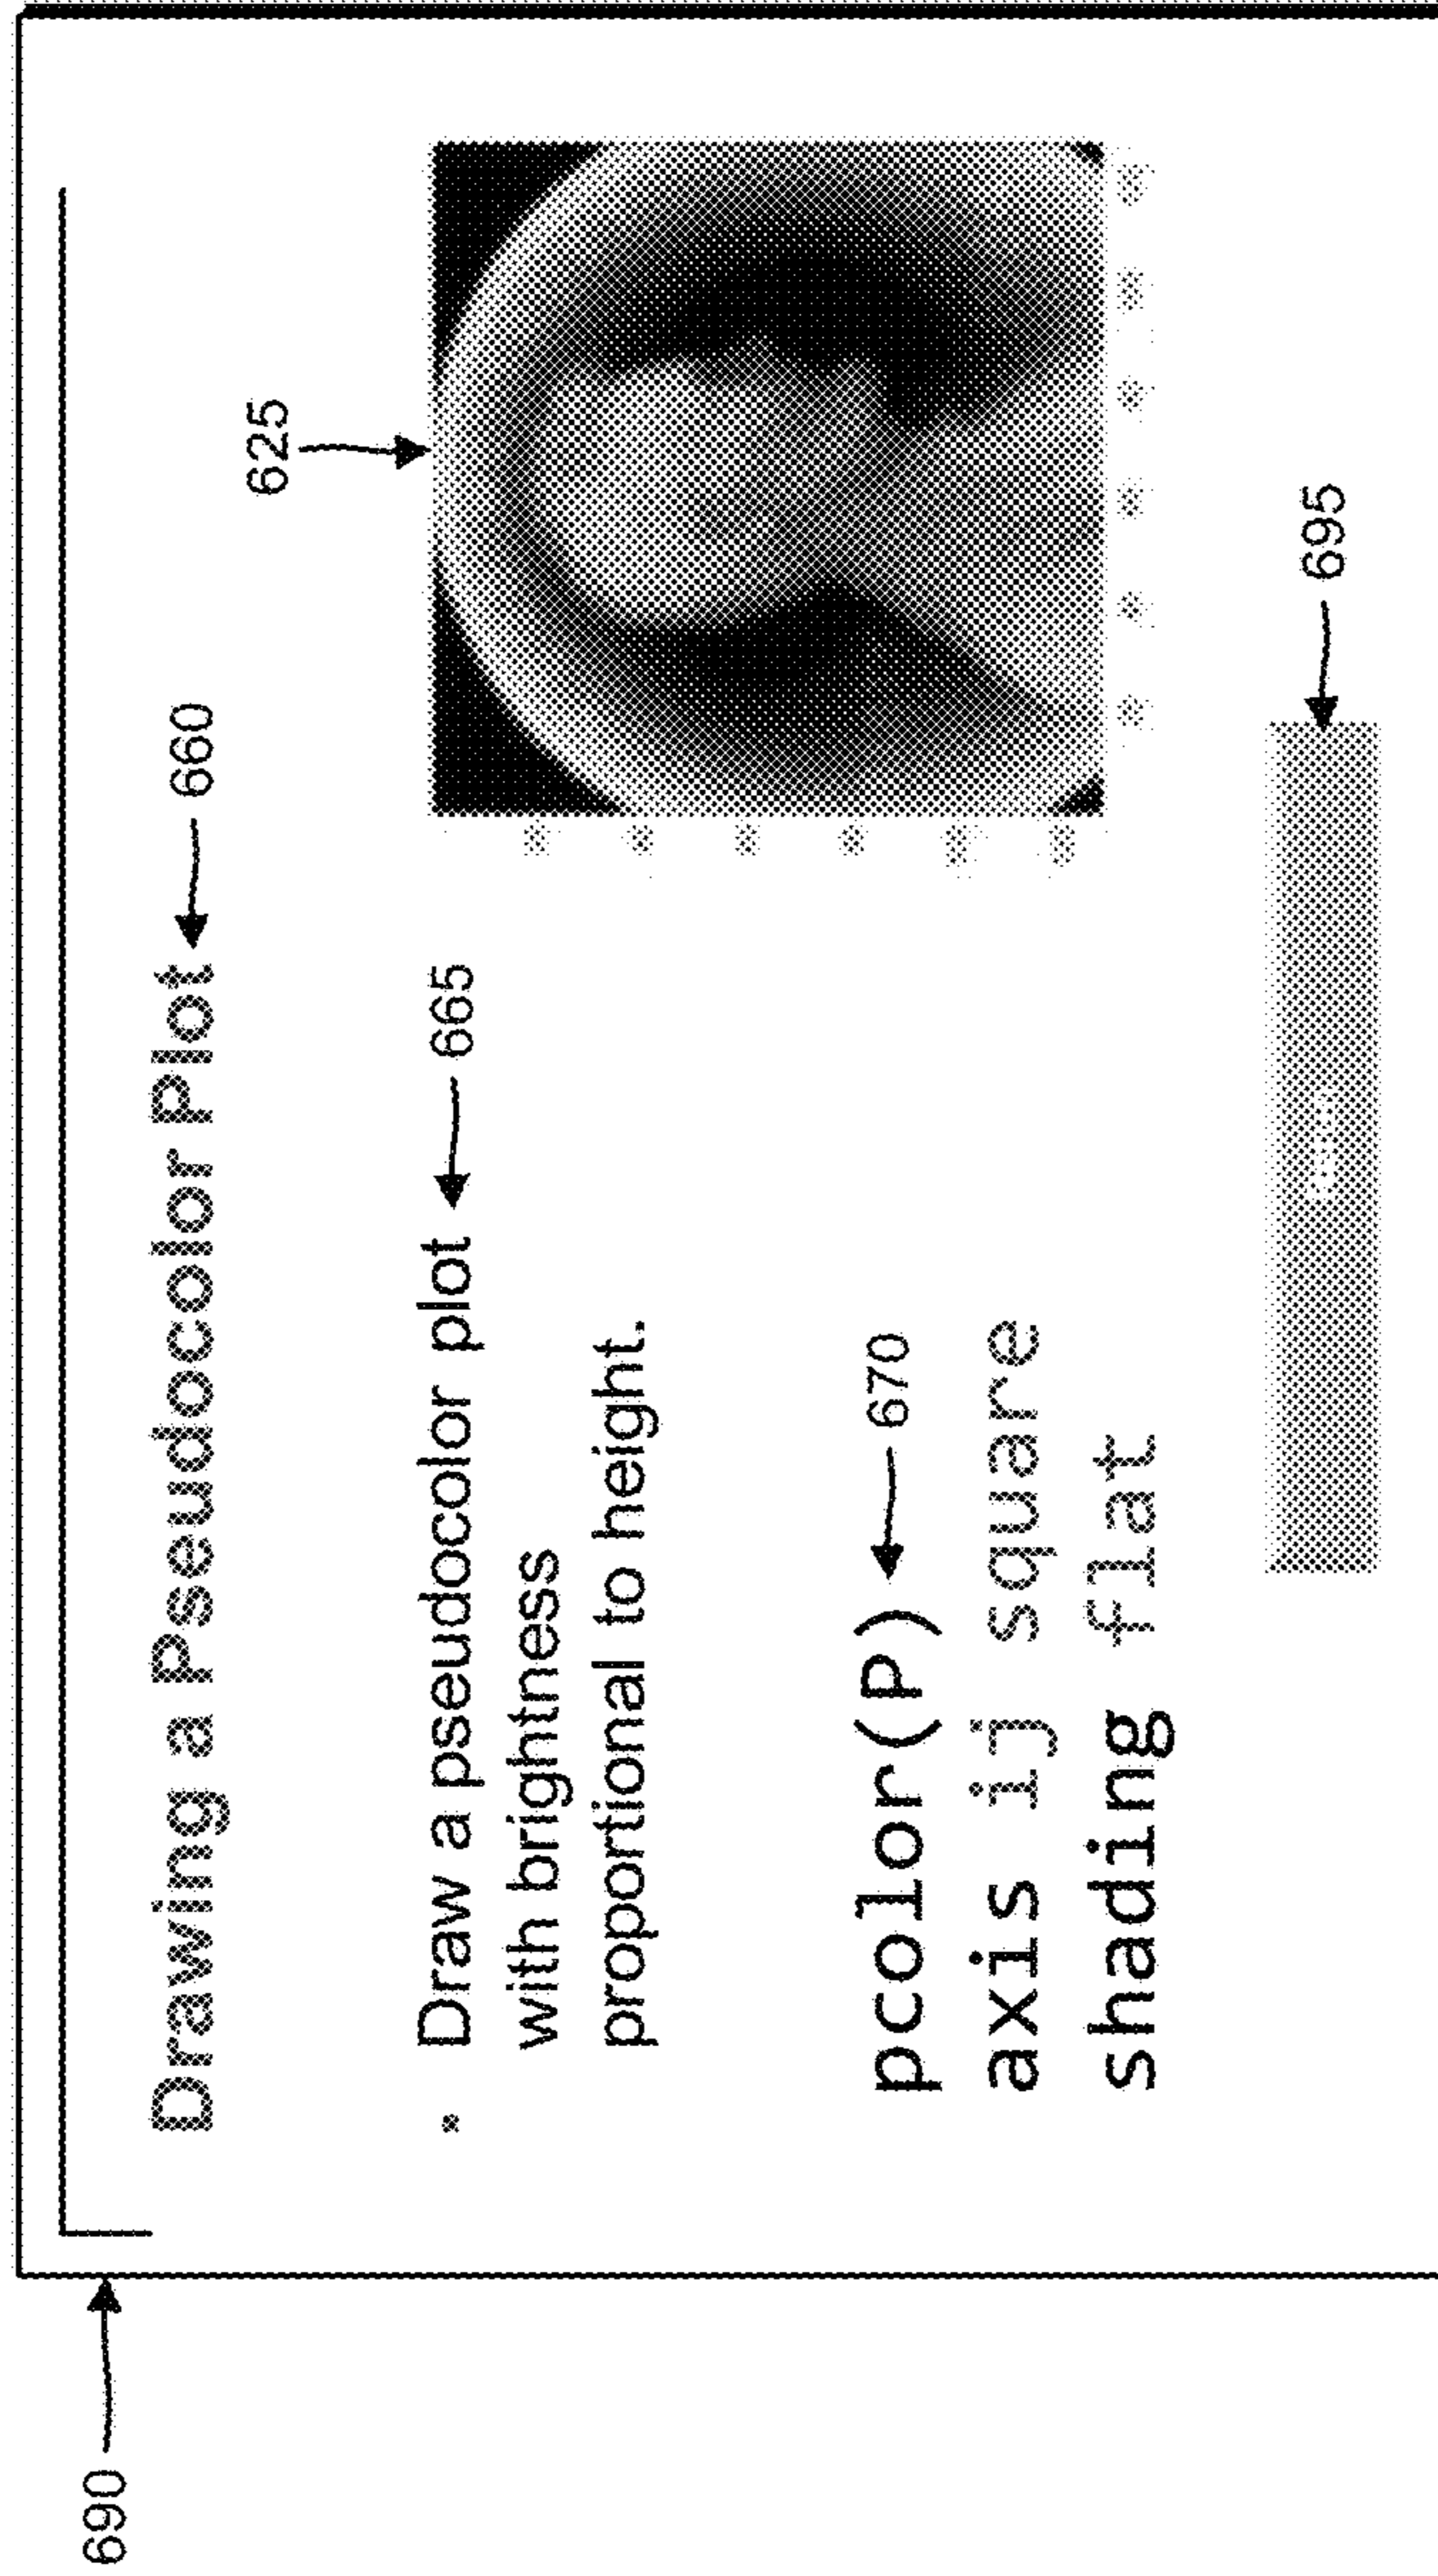 690
Drawing a Pseudocolor Plot 660
625
• Draw a pseudocolor plot 665
with brightness
proportional to height.
pcolor(P) 670
axis ij square
shading flat
695